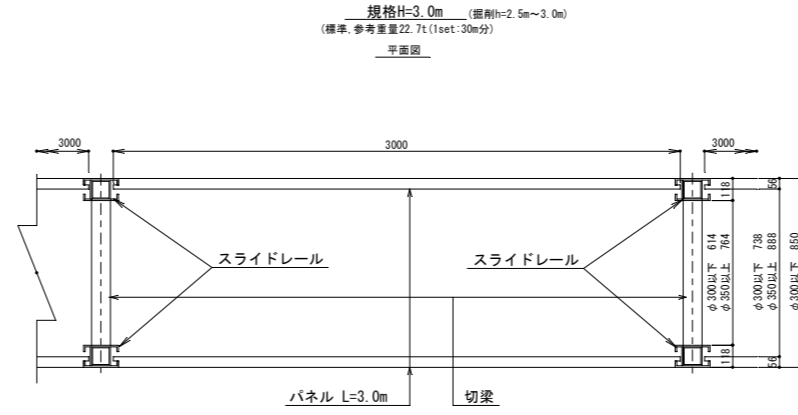 規格H=3.0m (掘削h=2.5m～3.0m)
(標準,参考重量22.7t(1set:30m分)
平面図
3000
3000
3000
118
56
スライドレール
スライドレール
φ300以下 614
φ350以上 764
φ300以下 738
φ350以上 888
φ300以下 850
118
56
パネル L=3.0m
切梁